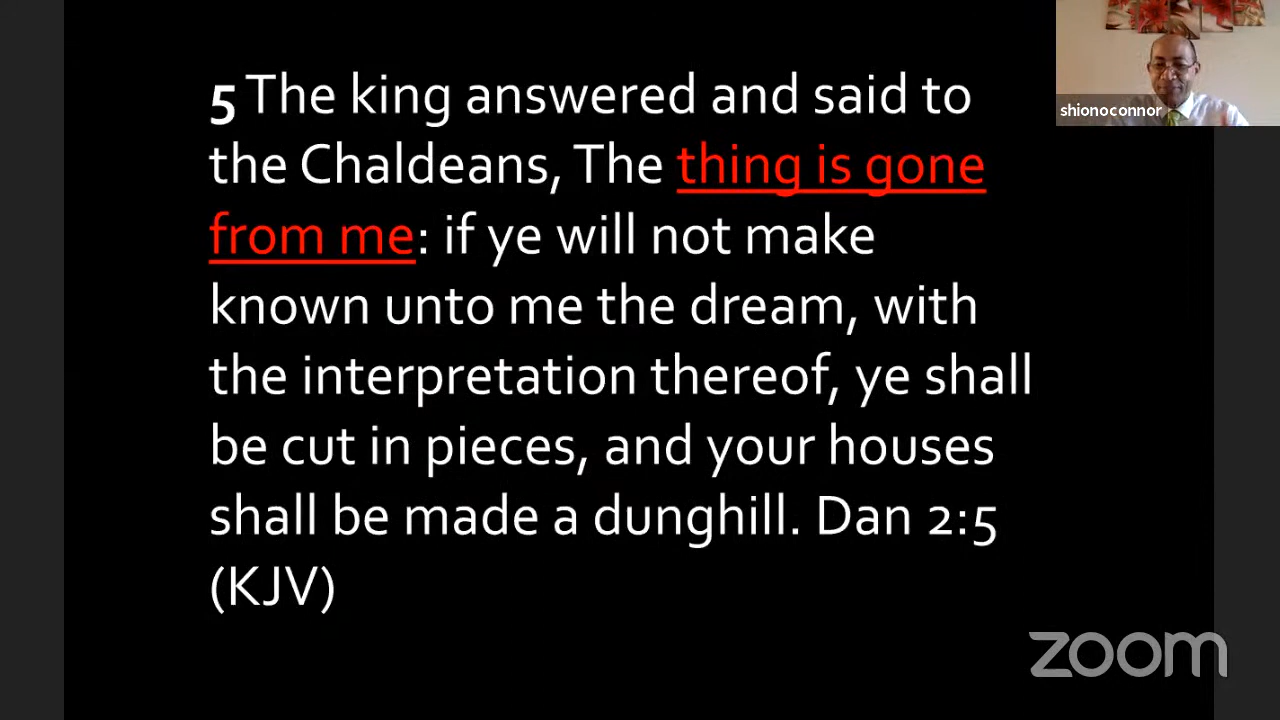 5 The king answered and said to
the Chaldeans, The thing is gone
from me: if ye will not make
known unto me the dream, with
the interpretation thereof, ye shall
be cut in pieces, and your houses
shall be made a dunghill. Dan 2:5
(KJV)
shionoconnor
zoom